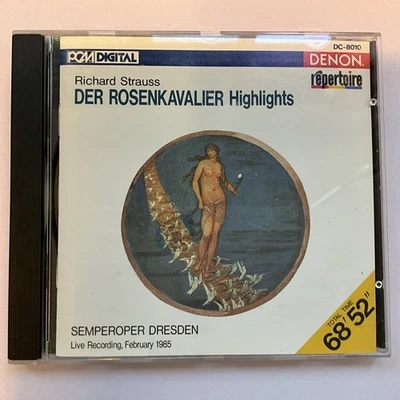 DC-8010
PCM DIGITAL
DENON
répertoire
Richard Strauss
DER ROSENKAVALIER Highlights
TOTAL TIME
68'52"
SEMPEROPER DRESDEN
Live Recording, February 1985